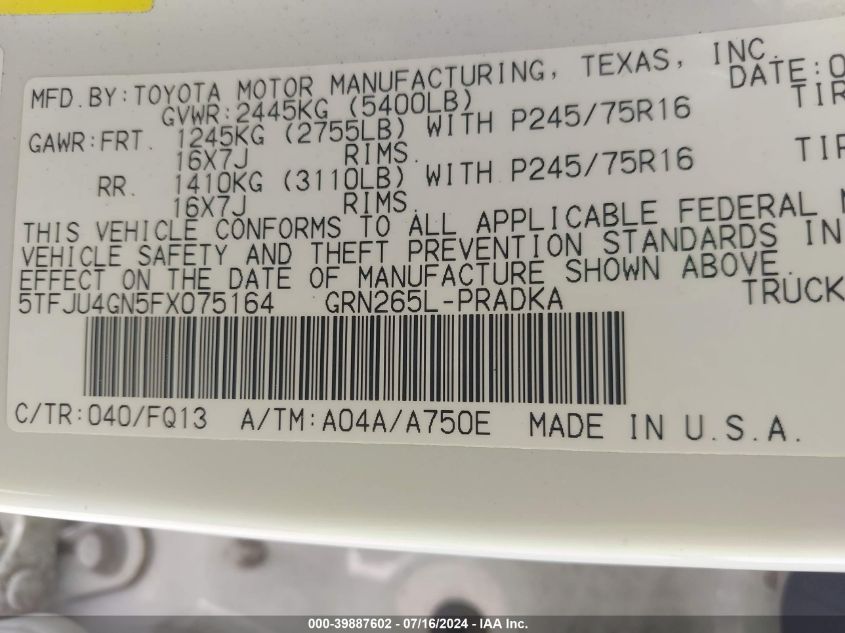 MFD.BY:TOYOTA MOTOR MANUFACTURING, TEXAS, INC.
GVWR:2445KG (5400LB) DATE:0
GAWR:FRT. 1245KG (2755LB) WITH P245/75R16 TIR
16X7J RIMS.
RR. 1410KG (3110LB) WITH P245/75R16 TIR
16X7J RIMS.
THIS VEHICLE CONFORMS TO ALL APPLICABLE FEDERAL M
VEHICLE SAFETY AND THEFT PREVENTION STANDARDS IN
EFFECT ON THE DATE OF MANUFACTURE SHOWN ABOVE.
5TFJU4GN5FX075164 GRN265L-PRADKA TRUCK
C/TR:040/FQ13 A/TM:A04A/A750E MADE IN U.S.A.
000-39887602 - 07/16/2024 - IAA Inc.